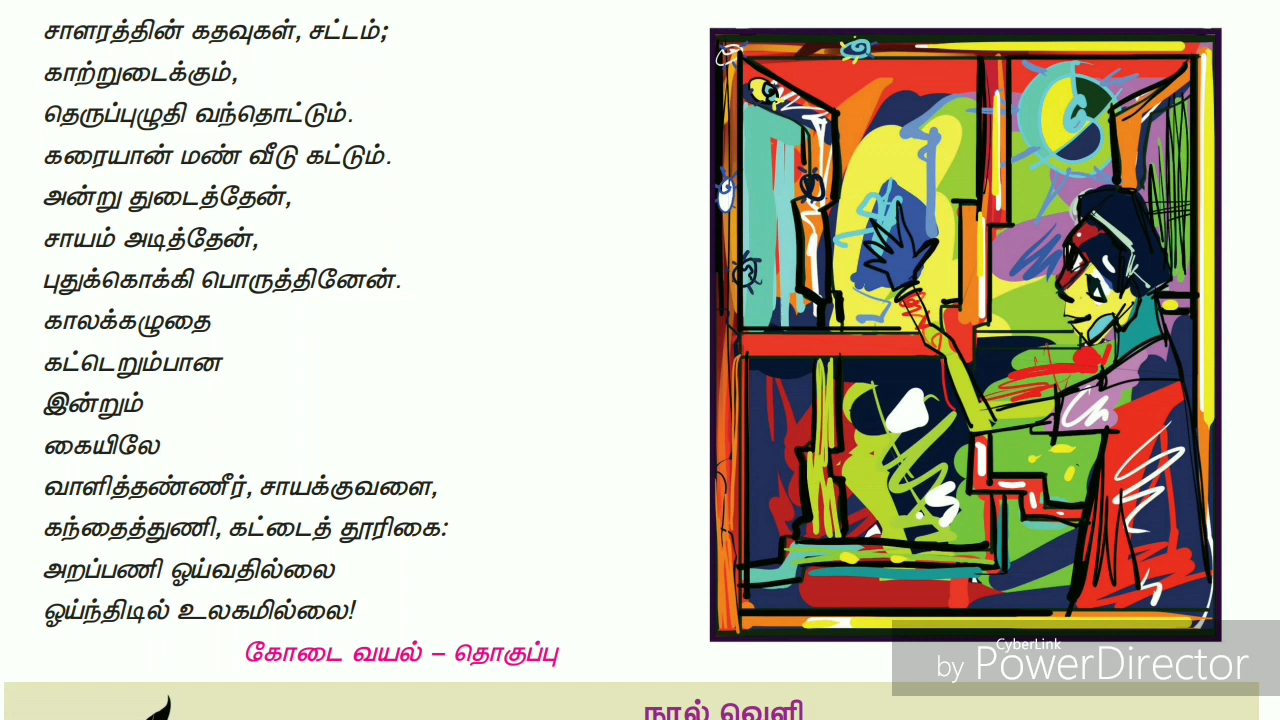 சாளரத்தின் கதவுகள், சட்டம்;
காற்றுடைக்கும்,
தெருப்புழுதி வந்தொட்டும்.
கரையான் மண் வீடு கட்டும்.
அன்று துடைத்தேன்,
சாயம் அடித்தேன்,
புதுக்கொக்கி பொருத்தினேன்.
காலக்கழுதை
கட்டெறும்பான
இன்றும்
கையிலே
வாளித்தண்ணீர், சாயக்குவளை,
கந்தைத்துணி, கட்டைத் தூரிகை:
அறப்பணி ஓய்வதில்லை
ஓய்ந்திடில் உலகமில்லை!
கோடை வயல் – தொகுப்பு
CyberLink
by PowerDirector
நூல் வெளி